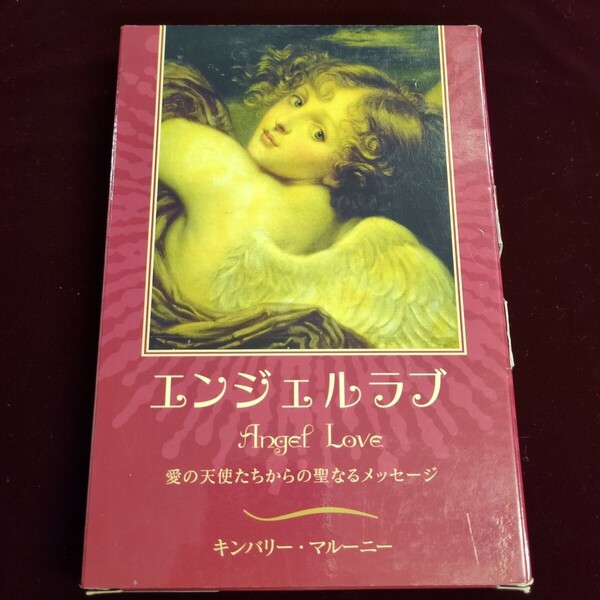 エンジェルラブ
Angel Love
愛の天使たちからの聖なるメッセージ
キンバリー・マルーニー